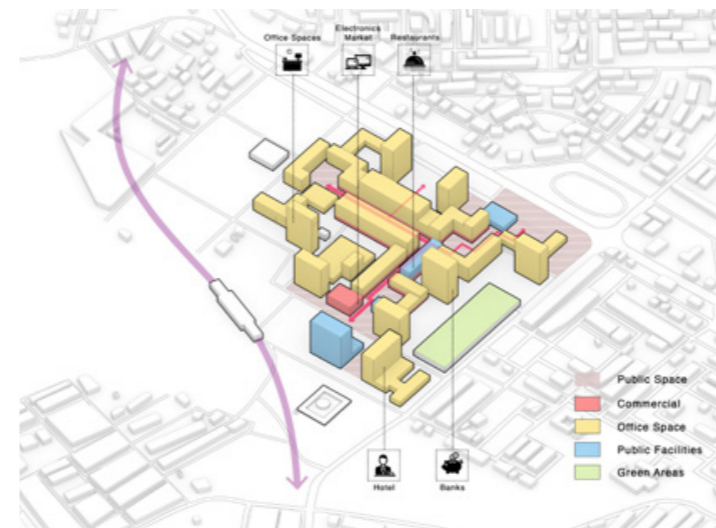 Office Spaces
Electronics
Market
Restaurants
Public Space
Commercial
Office Space
Public Facilities
Green Areas
Hotel
Banks